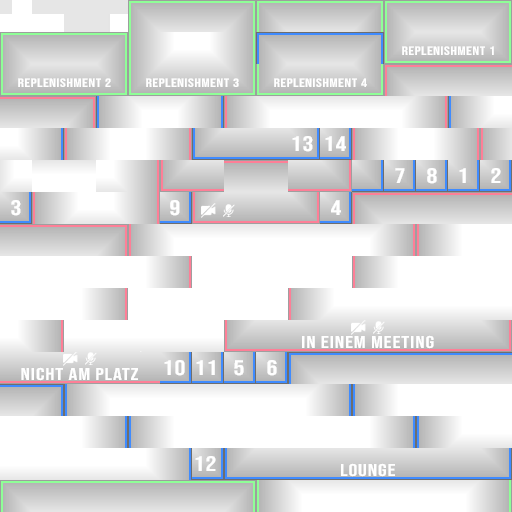 REPLENISHMENT 1
REPLENISHMENT 2
REPLENISHMENT 3
REPLENISHMENT 4
13
14
7
8
1
2
3
9
4
IN EINEM MEETING
NICHT AM PLATZ
10
11
5
6
12
LOUNGE